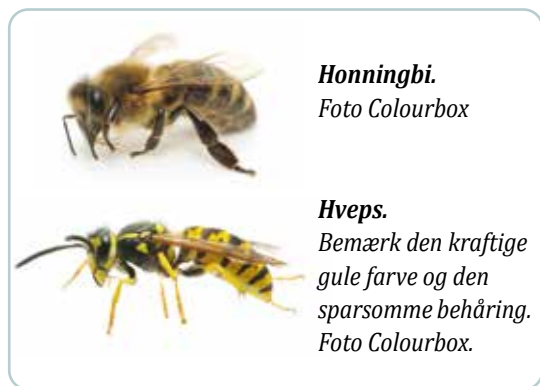 Honningbi.
Foto Colourbox
Hveps.
Bemærk den kraftige
gule farve og den
sparsomme behåring.
Foto Colourbox.